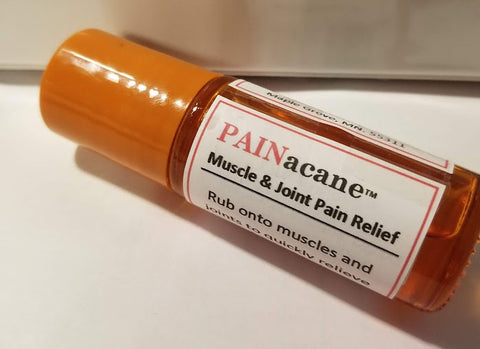 Maple Grove, MN. 55311
PAINacane™
Muscle & Joint Pain Relief
Rub onto muscles and
joints to quickly relieve